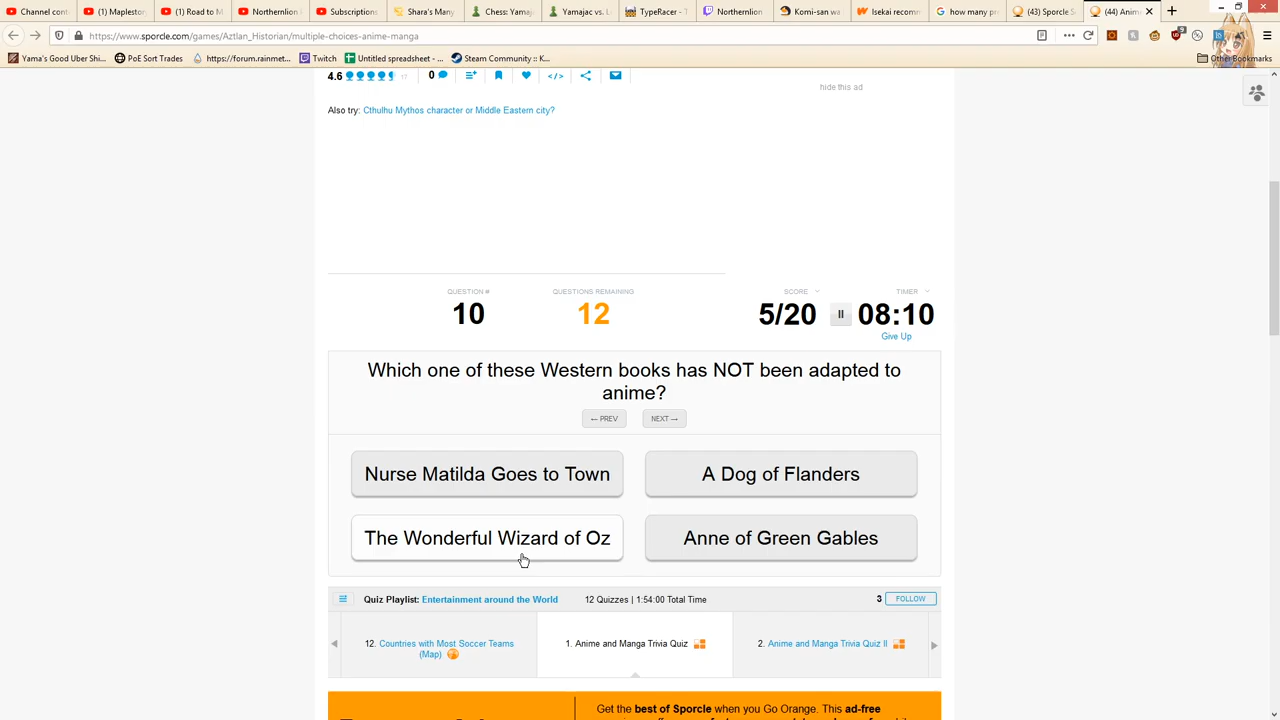 Channel cont
(1) Maplestor
(1) Road to M
Northernlion
Subscriptions
Shara's Many
Chess: Yamaj
Yamajac vs. L
TypeRacer - T
Northernlion
Komi-san wa
Isekai recomm
how many pr
(43) Sporcle S
(44) Anim
https://www.sporcle.com/games/Aztlan_Historian/multiple-choices-anime-manga
Yama's Good Uber Shi...
PoE Sort Trades
https://forum.rainmet...
Twitch
Untitled spreadsheet - ...
Steam Community :: K...
Other Bookmarks
4.6
17
0
hide this ad
Also try: Cthulhu Mythos character or Middle Eastern city?
QUESTION #
QUESTIONS REMAINING
SCORE
TIMER
10
12
5/20
08:10
Give Up
Which one of these Western books has NOT been adapted to
anime?
← PREV
NEXT →
Nurse Matilda Goes to Town
A Dog of Flanders
The Wonderful Wizard of Oz
Anne of Green Gables
Quiz Playlist: Entertainment around the World
12 Quizzes | 1:54:00 Total Time
3
FOLLOW
12. Countries with Most Soccer Teams
(Map)
1. Anime and Manga Trivia Quiz
2. Anime and Manga Trivia Quiz II
Get the best of Sporcle when you Go Orange. This ad-free